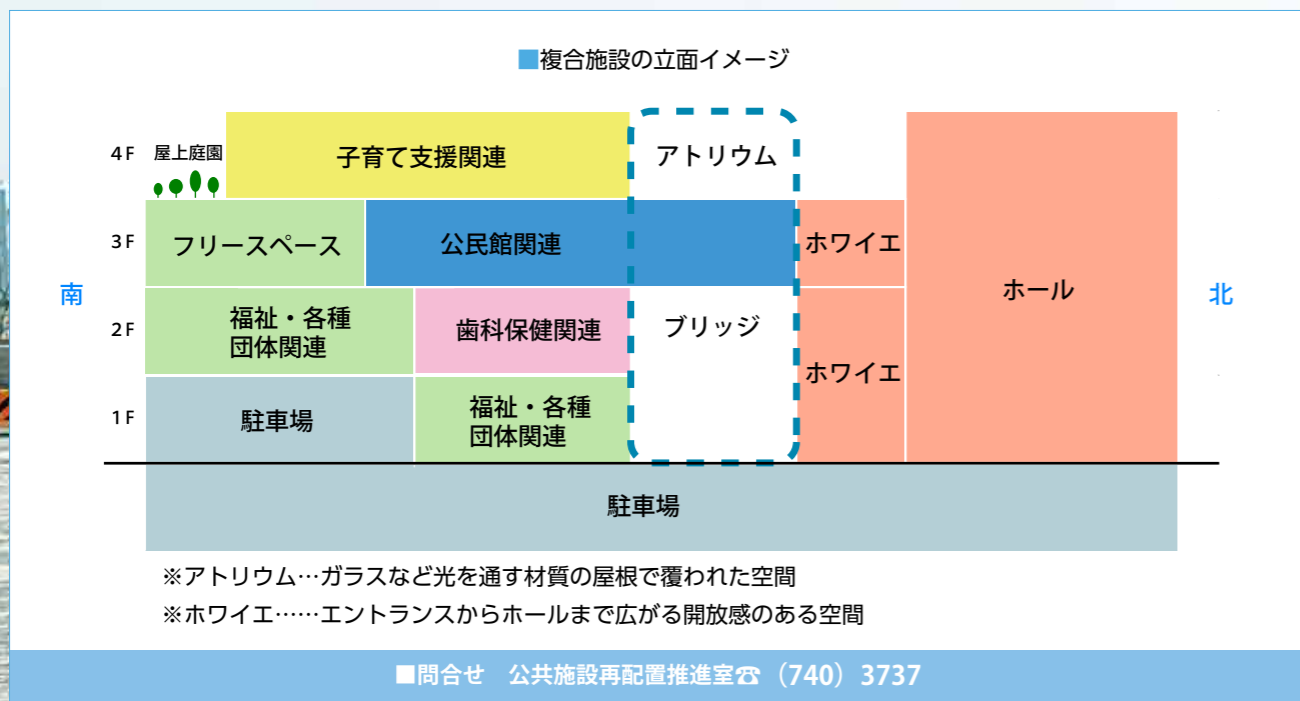 ■複合施設の立面イメージ
4F 屋上庭園 子育て支援関連 アトリウム
3F フリースペース 公民館関連 ホワイエ
ホール
南 北
2F 福祉・各種
団体関連
歯科保健関連 ブリッジ
ホワイエ
1F 駐車場 福祉・各種
団体関連
駐車場
※アトリウム…ガラスなど光を通す材質の屋根で覆われた空間
※ホワイエ……エントランスからホールまで広がる開放感のある空間
■問合せ 公共施設再配置推進室☎(740)3737